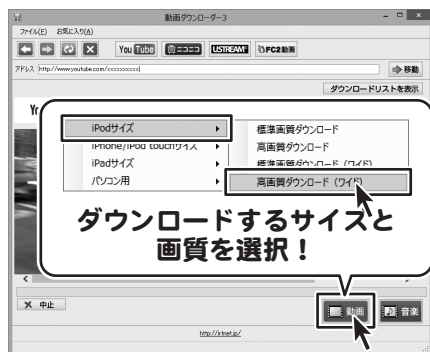 動画ダウンローダー3
ファイル(F) お気に入り(A)
You Tube ニコニコ USTREAM FC2動画
アドレス http://www.youtube.com/xxxxxxxxxx 移動
ダウンロードリストを表示
iPodサイズ
iPhone/iPod touchサイズ
iPadサイズ
パソコン用
標準画質ダウンロード
高画質ダウンロード
標準画質ダウンロード (ワイド)
高画質ダウンロード (ワイド)
ダウンロードするサイズと
画質を選択!
中止
動画 音楽
http://irtnet.jp/